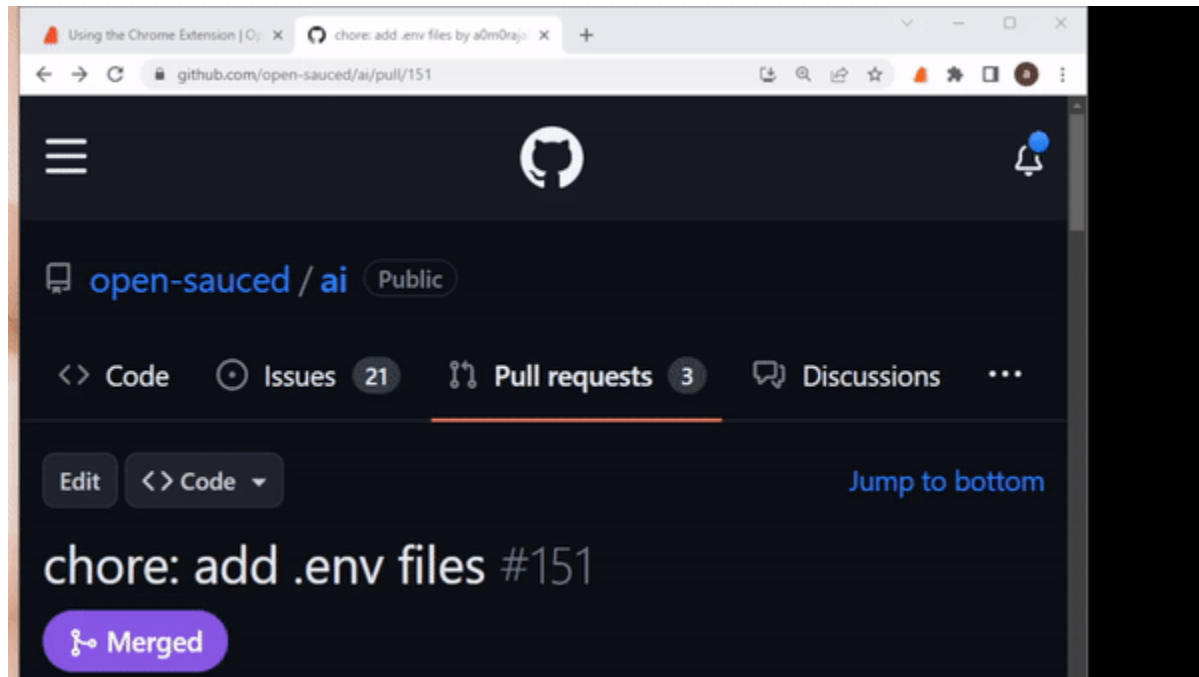 Using the Chrome Extension | Op
chore: add .env files by a0m0raja
github.com/open-sauced/ai/pull/151
a
open-sauced / ai Public
Code Issues 21 Pull requests 3 Discussions ...
Edit <> Code Jump to bottom
chore: add .env files #151
Merged